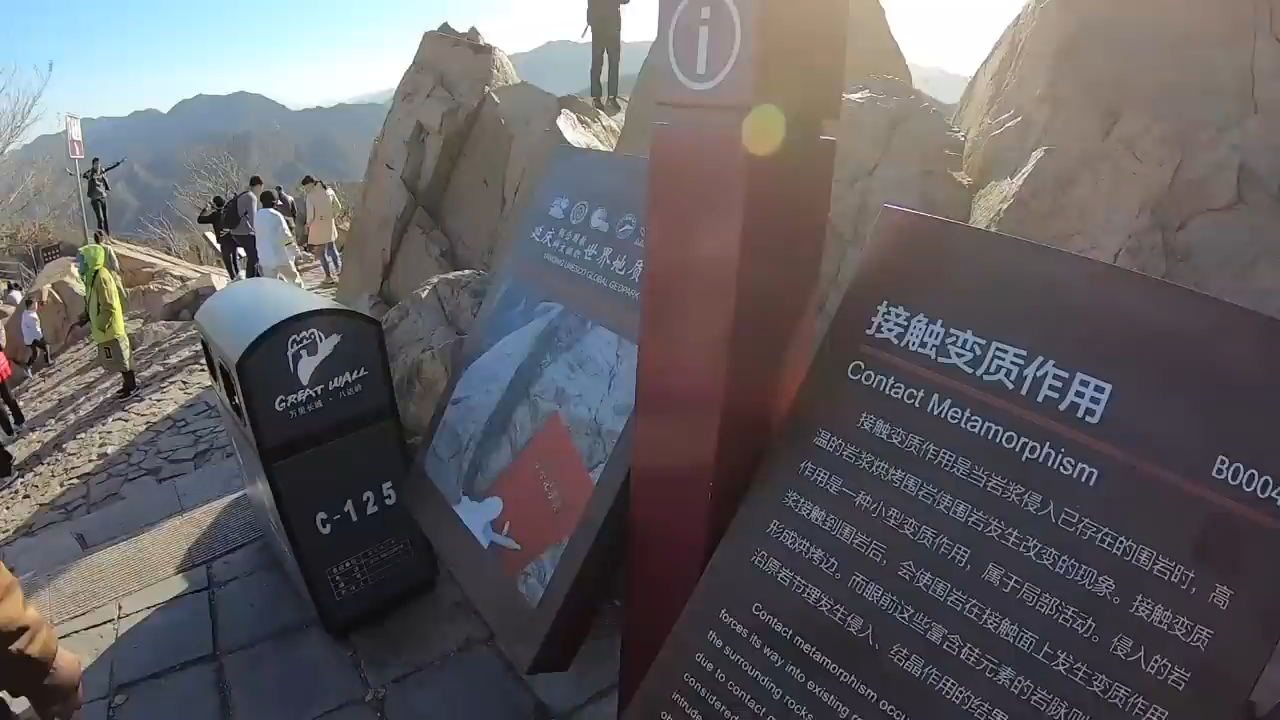 i
延庆
世界地质
YANQING UNESCO GLOBAL GEOPARK
GREAT WALL
万里长城·八达岭
C-125
接触变质作用
Contact Metamorphism
B0004
接触变质作用是当岩浆侵入已存在的围岩时，高
温的岩浆烘烤围岩使围岩发生改变的现象。接触变质
作用是一种小型变质作用，属于局部活动。侵入的岩
浆接触到围岩后，会使围岩在接触面上发生变质作用
形成烘烤边。而眼前这些富含硅元素的岩脉则
沿原岩节理发生侵入、结晶作用的结果
Contact metamorphism occu
forces its way into existing r
the surrounding rocks
due to contact
considered
intrude